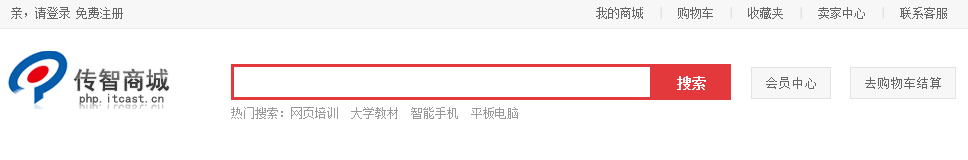 亲，请登录 免费注册
我的商城 | 购物车 | 收藏夹 | 卖家中心 | 联系客服
传智商城
php.itcast.cn
搜索
会员中心
去购物车结算
热门搜索：网页培训 大学教材 智能手机 平板电脑